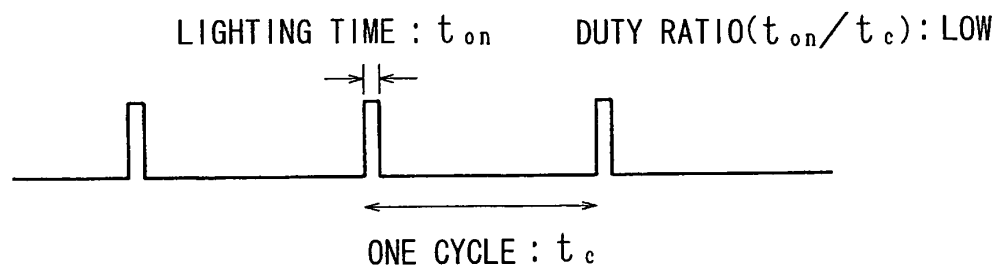 LIGHTING TIME : ton
DUTY RATIO(ton/tc): LOW
ONE CYCLE : tc